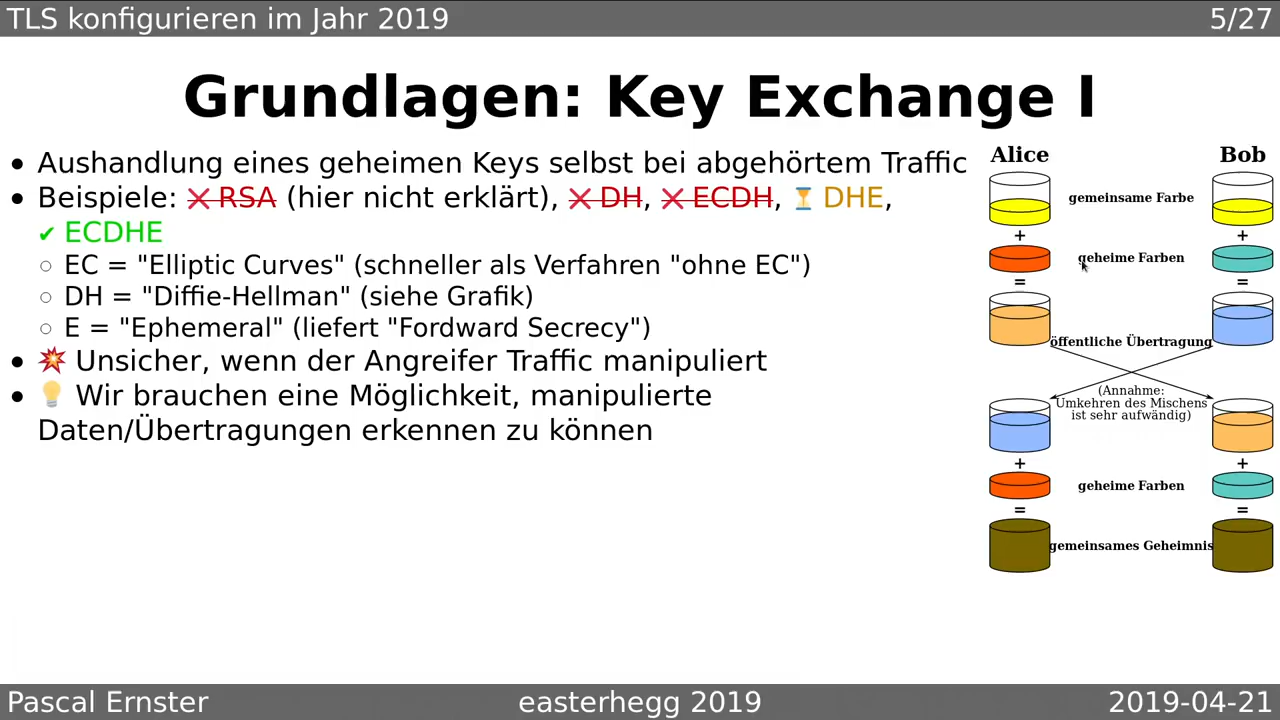 TLS konfigurieren im Jahr 2019 5/27
Grundlagen: Key Exchange I
• Aushandlung eines geheimen Keys selbst bei abgehörtem Traffic
• Beispiele: ❌ RSA (hier nicht erklärt), ❌ DH, ❌ ECDH, ⏳ DHE,
✔ ECDHE
○ EC = "Elliptic Curves" (schneller als Verfahren "ohne EC")
○ DH = "Diffie-Hellman" (siehe Grafik)
○ E = "Ephemeral" (liefert "Fordward Secrecy")
• 💥 Unsicher, wenn der Angreifer Traffic manipuliert
• 💡 Wir brauchen eine Möglichkeit, manipulierte
Daten/Übertragungen erkennen zu können
Alice Bob
gemeinsame Farbe
+ +
geheime Farben
= =
öffentliche Übertragung
(Annahme:
Umkehren des Mischens
ist sehr aufwändig)
+ +
geheime Farben
= =
gemeinsames Geheimnis
Pascal Ernster easterhegg 2019 2019-04-21